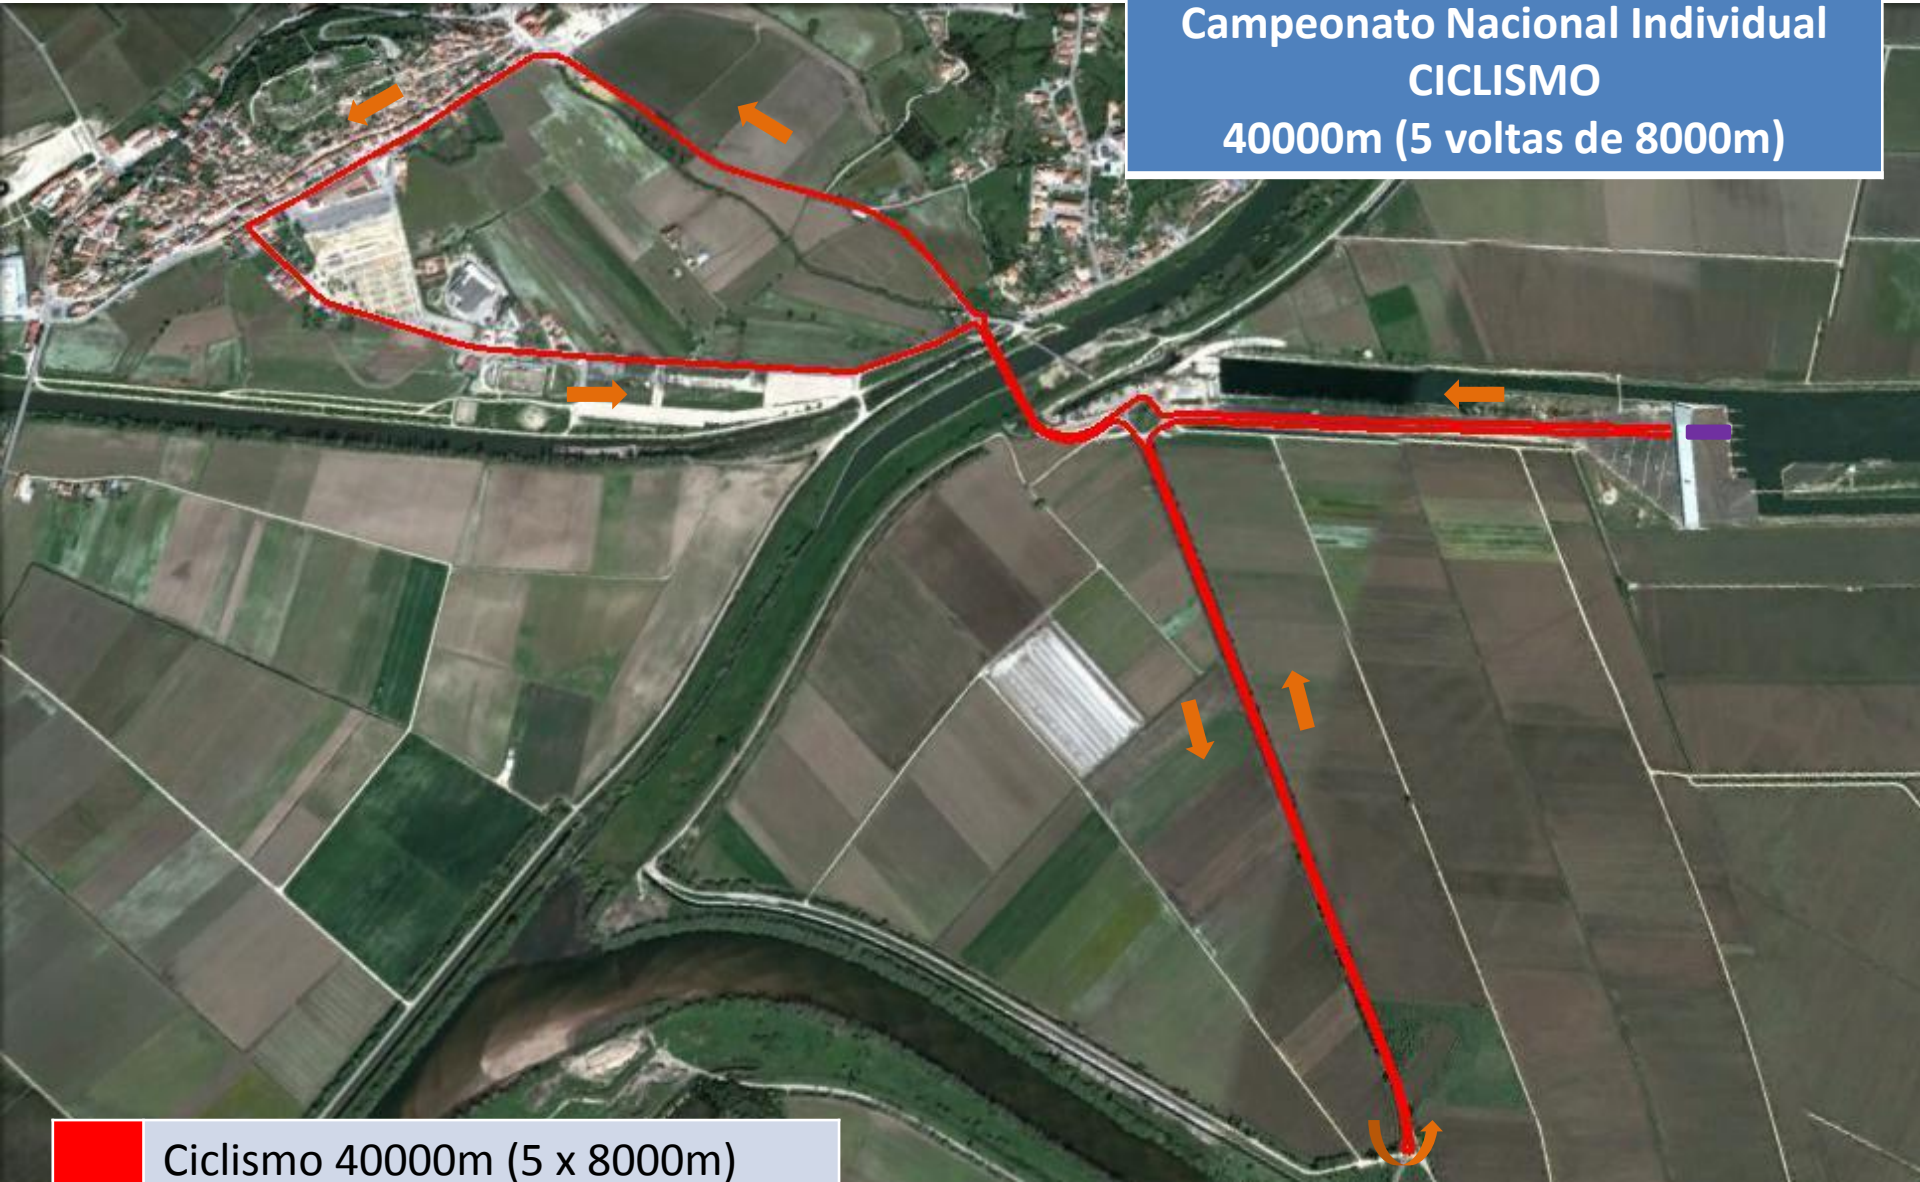 Campeonato Nacional Individual
CICLISMO
40000m (5 voltas de 8000m)
Ciclismo 40000m (5 x 8000m)